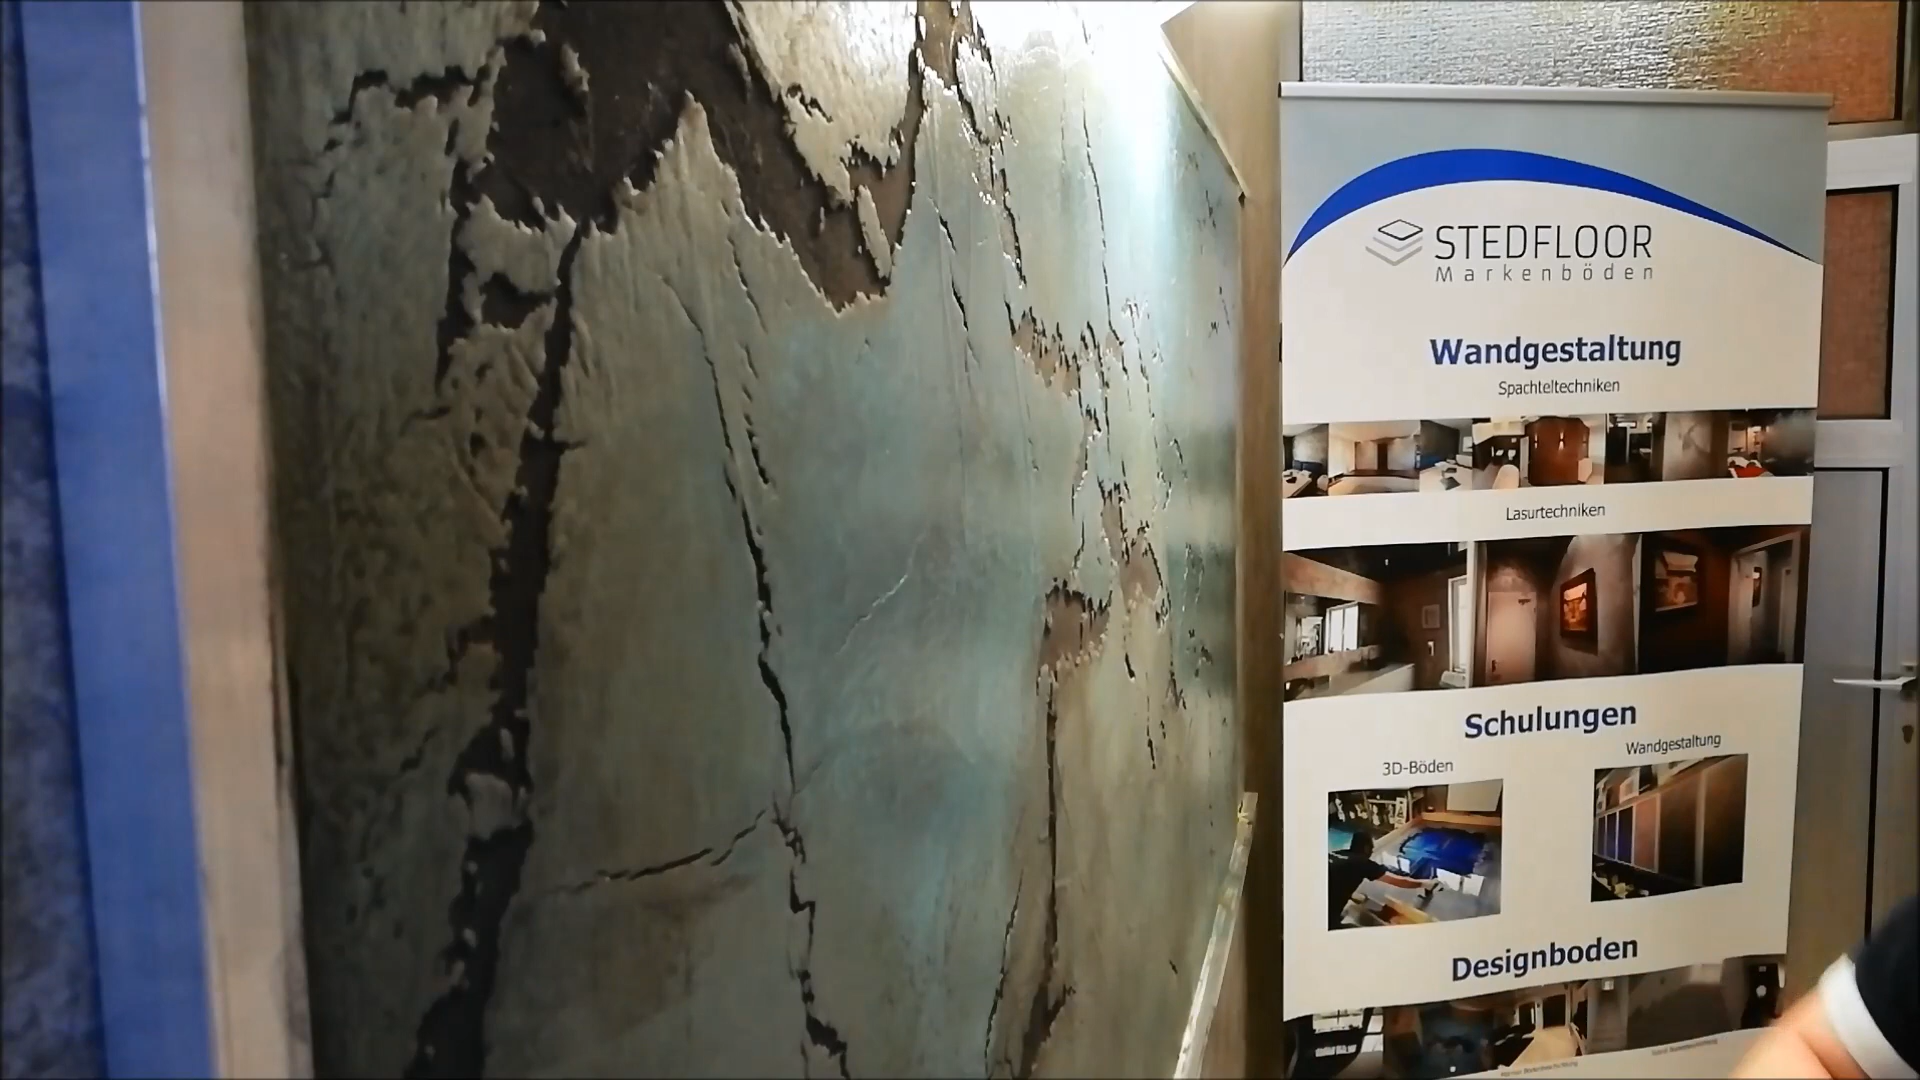 STEDFLOOR
Markenböden
Wandgestaltung
Spachteltechniken
Lasurtechniken
Schulungen
3D-Böden
Wandgestaltung
Designboden